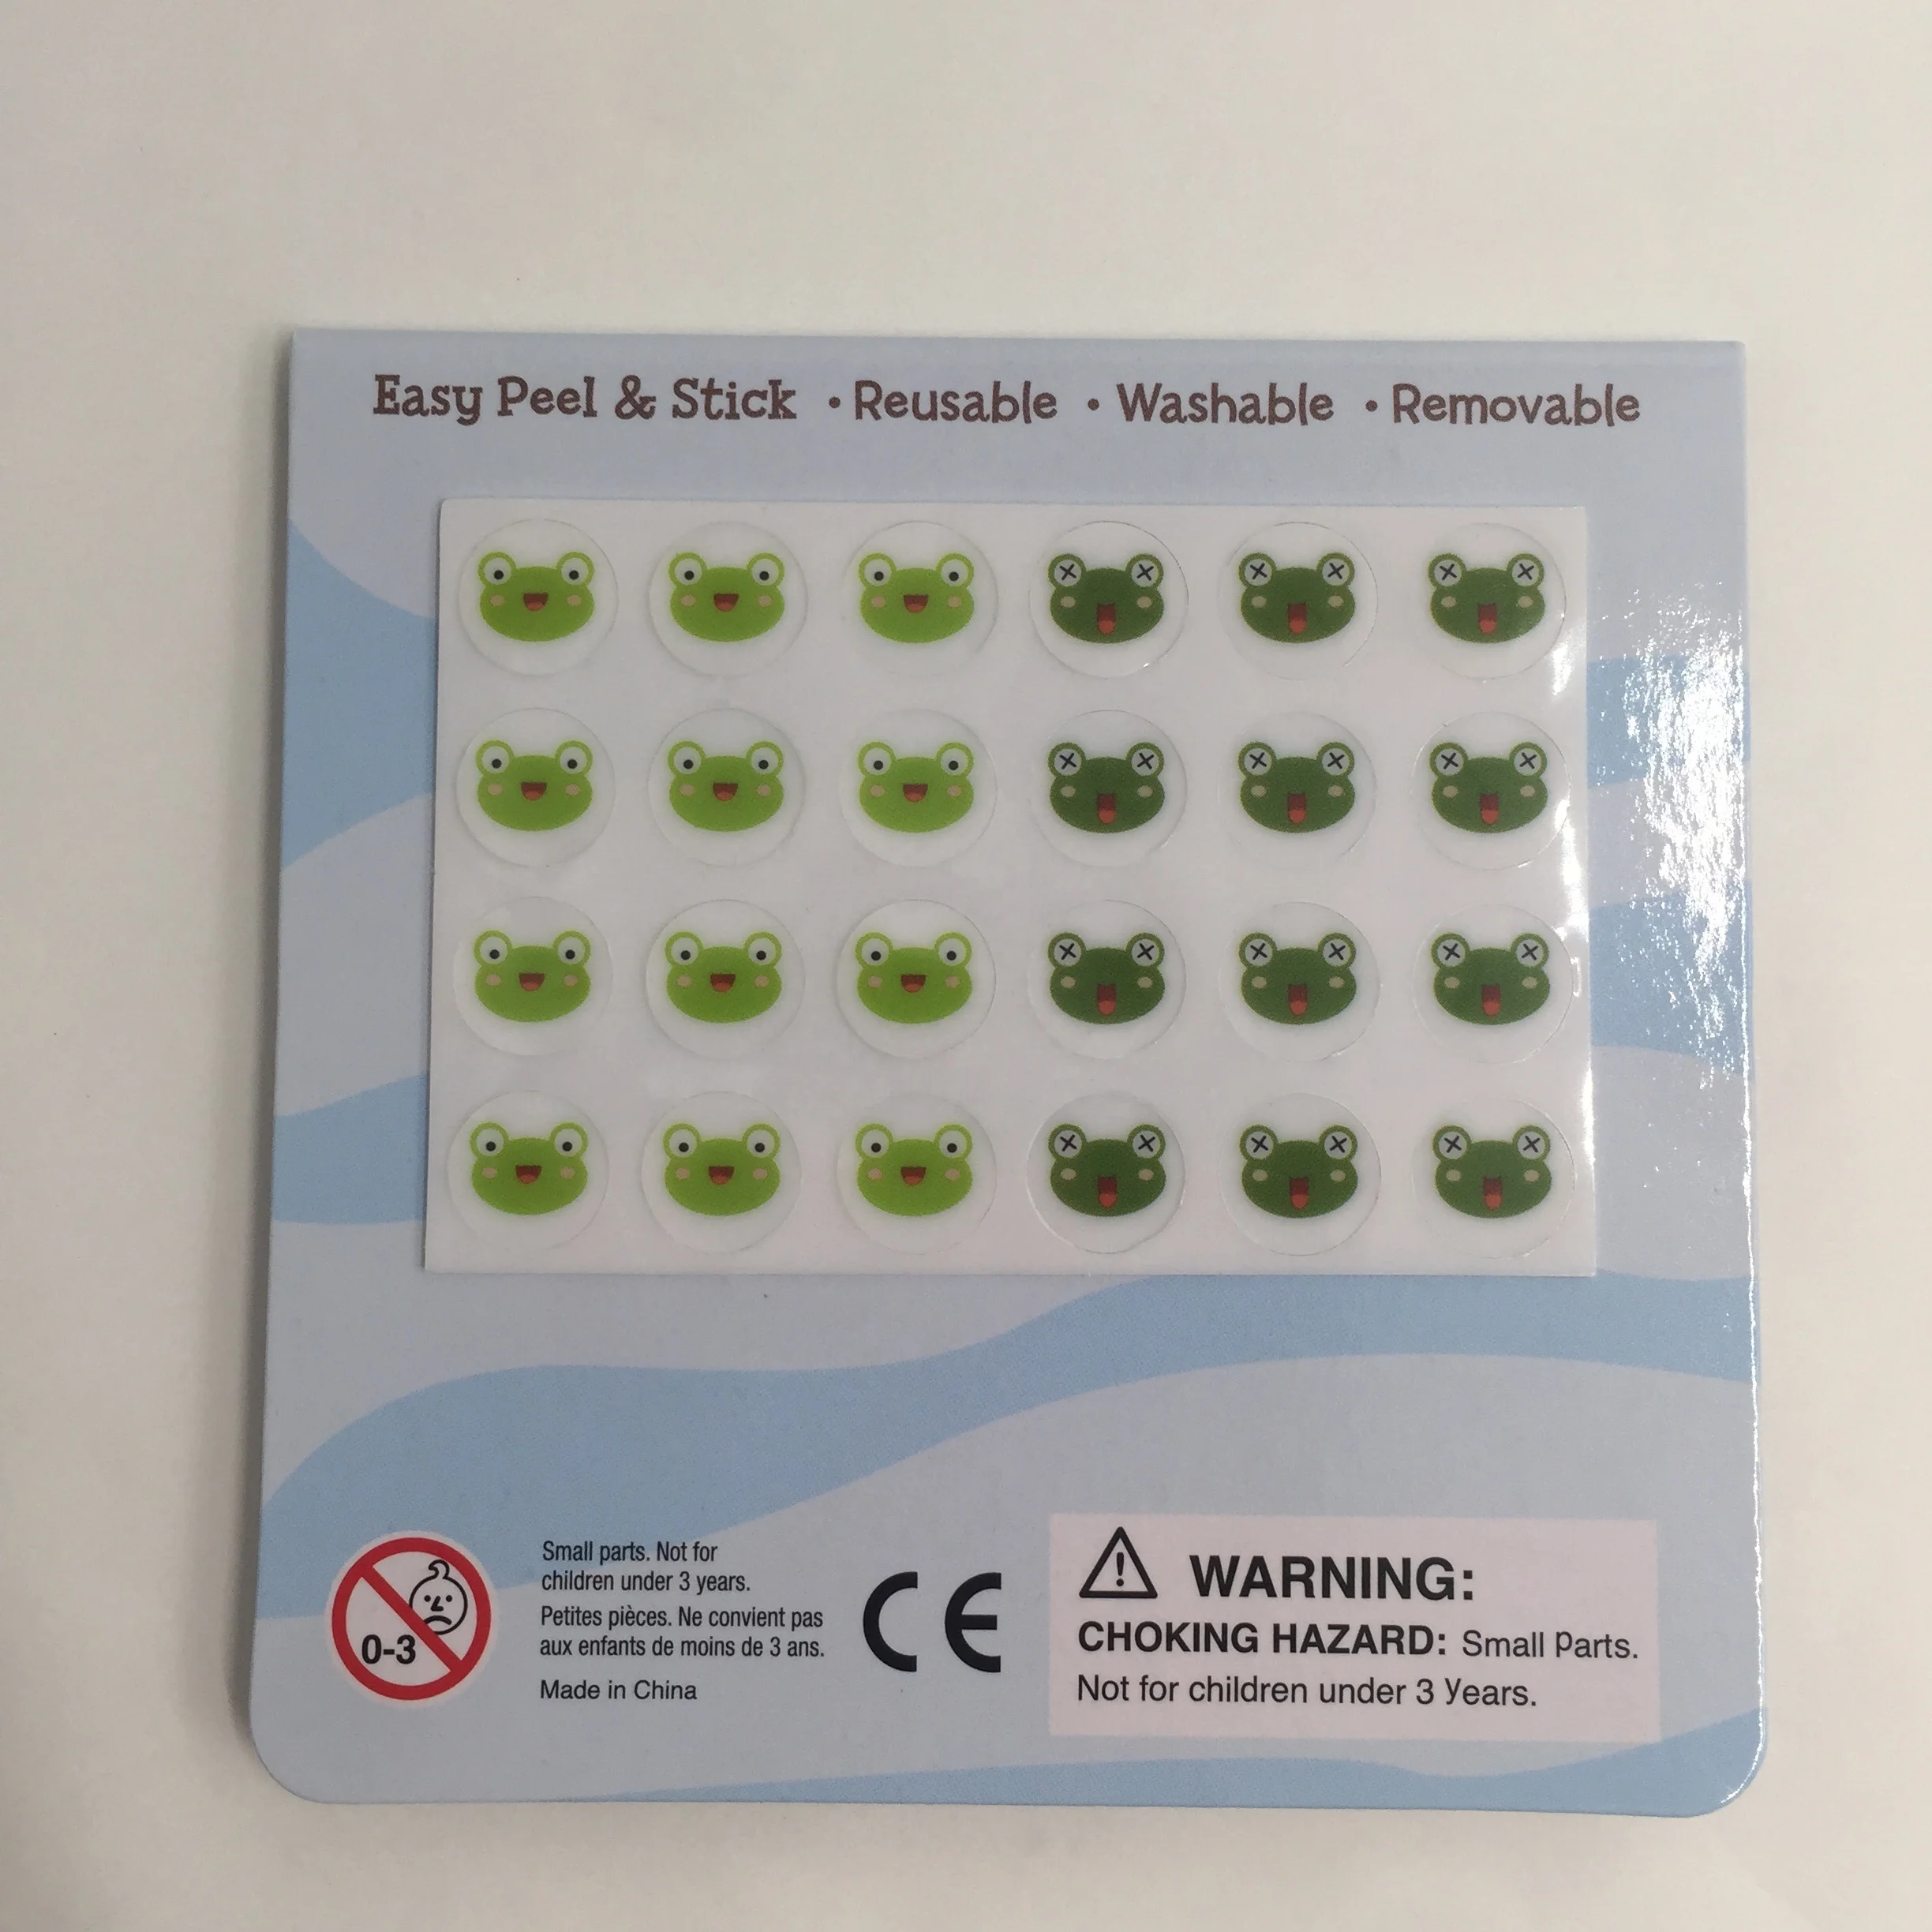 Easy Peel & Stick • Reusable • Washable • Removable
0-3
Small parts. Not for
children under 3 years.
Petites pièces. Ne convient pas
aux enfants de moins de 3 ans.
Made in China
CE
WARNING:
CHOKING HAZARD: Small Parts.
Not for children under 3 Years.